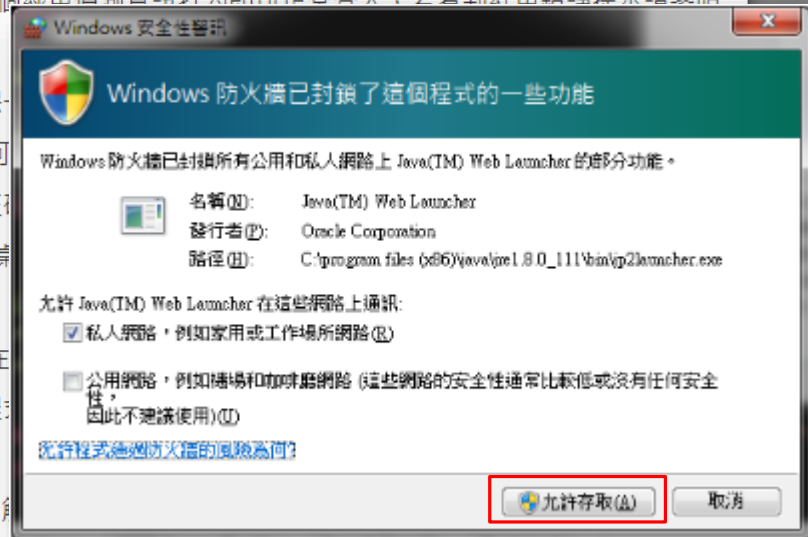 Windows 安全性警訊
Windows 防火牆已封鎖了這個程式的一些功能
Windows 防火牆已封鎖所有公用和私人網路上 Java(TM) Web Launcher 的部分功能。
名稱(N): Java(TM) Web Launcher
發行者(P): Oracle Corporation
路徑(H): C:\program files (x86)\java\jre1.8.0_111\bin\jp2launcher.exe
允許 Java(TM) Web Launcher 在這些網路上通訊:
私人網路，例如家用或工作場所網路(R)
公用網路，例如機場和咖啡廳網路 (這些網路的安全性通常比較低或沒有任何安全
性，
因此不建議使用)(U)
允許程式通過防火牆的風險為何?
允許存取(A) 取消